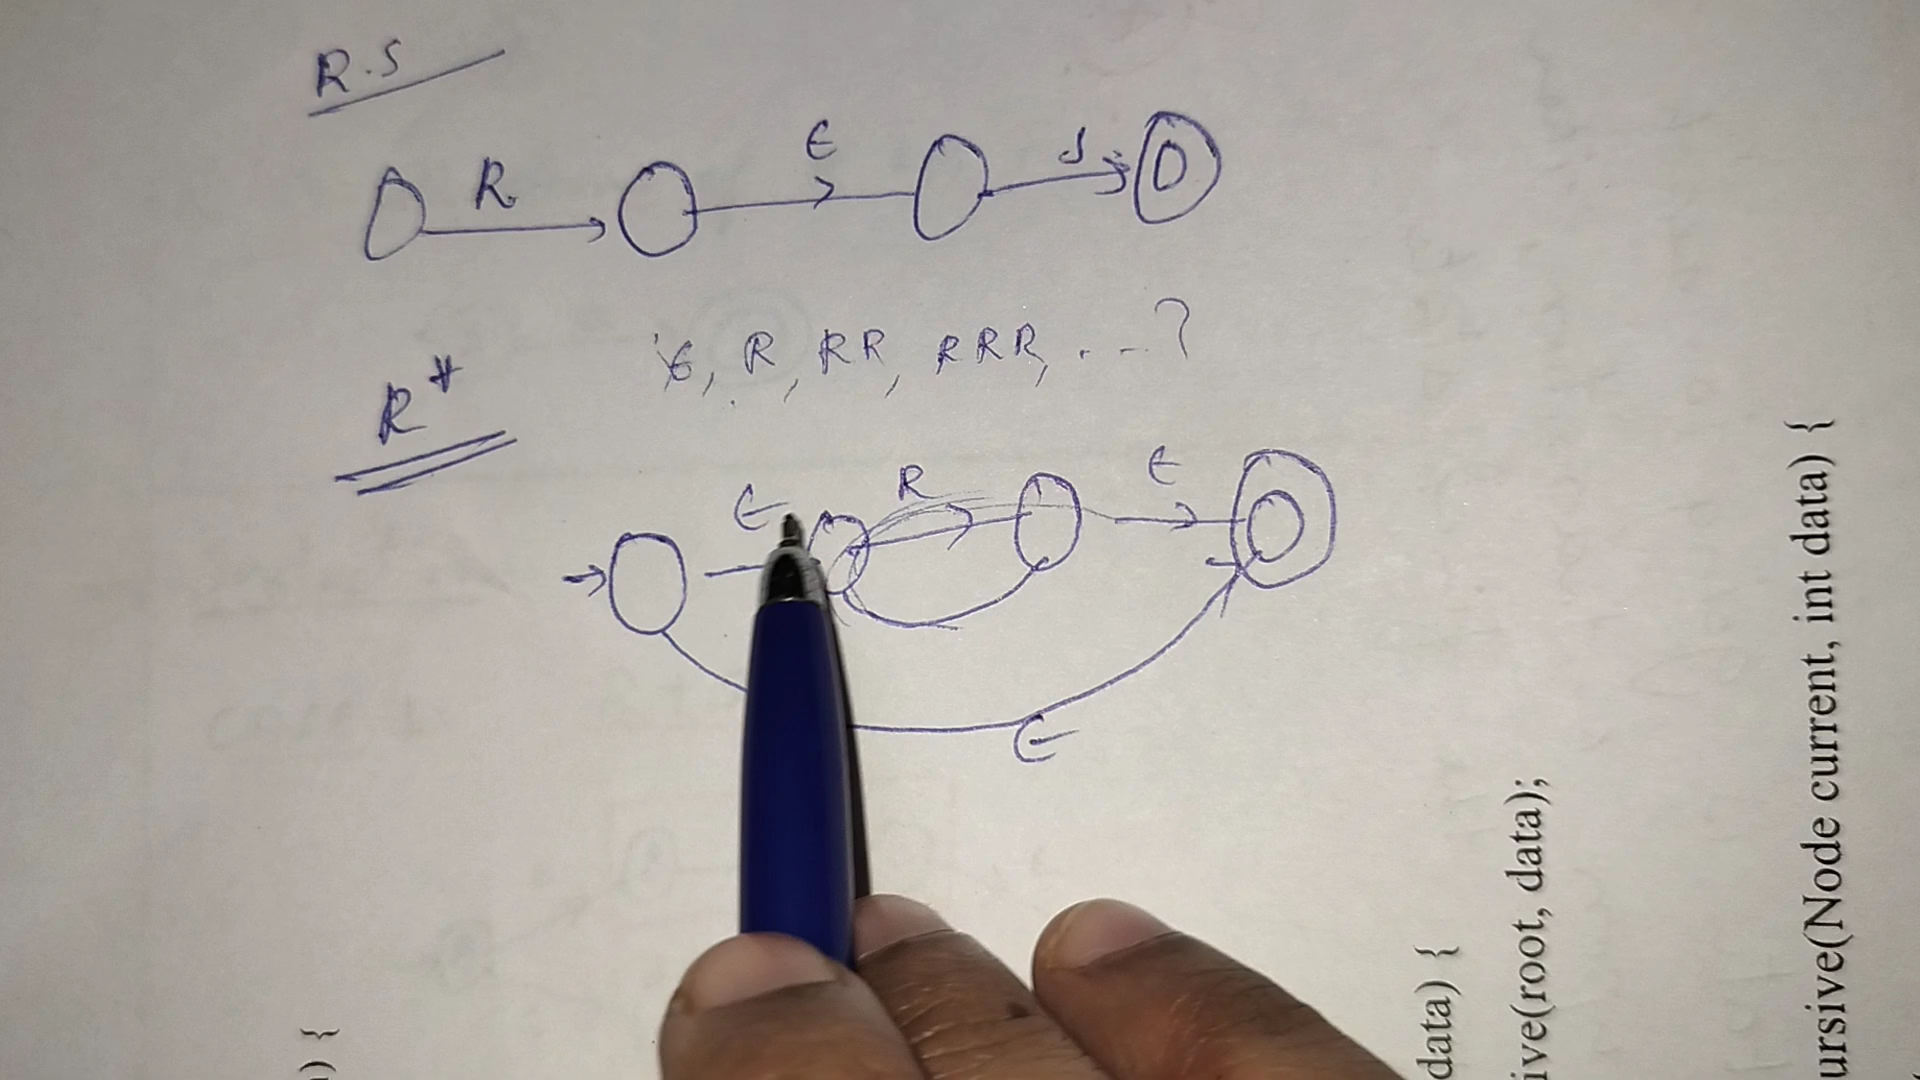 R.S
R
ϵ
S
R*
{ϵ, R, RR, RRR, ...}
ϵ
R
ϵ
ϵ
) {
data) {
ive(root, data);
ursive(Node current, int data) {